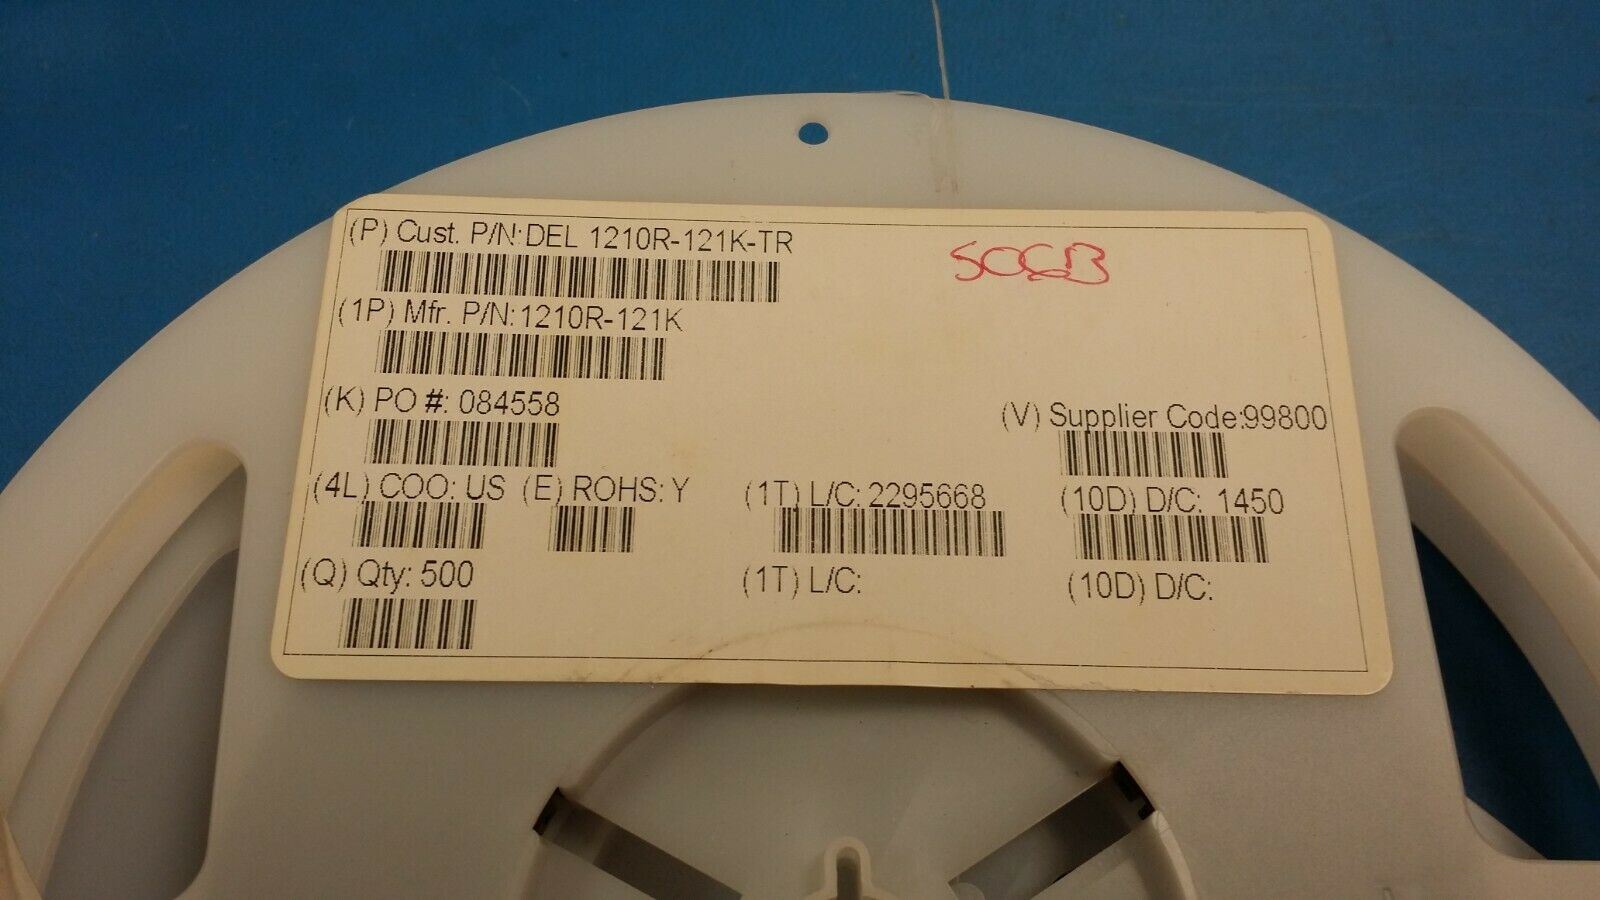 (P) Cust. P/N:DEL 1210R-121K-TR
(1P) Mfr. P/N:1210R-121K
(K) PO #: 084558
(V) Supplier Code:99800
(4L) COO: US (E) ROHS: Y (1T) L/C: 2295668 (10D) D/C: 1450
(Q) Qty: 500 (1T) L/C: (10D) D/C: